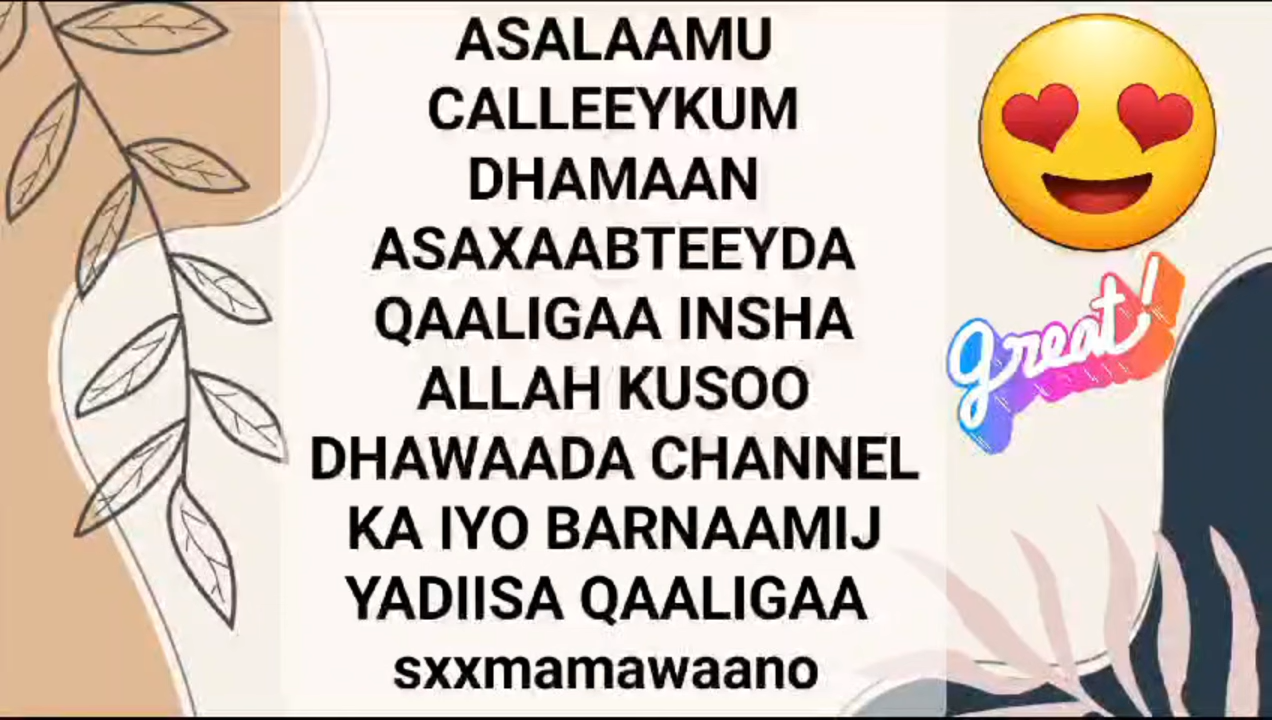 ASALAAMU
CALLEEYKUM
DHAMAAN
ASAXAABTEEYDA
QAALIGAA INSHA
ALLAH KUSOO
DHAWAADA CHANNEL
KA IYO BARNAAMIJ
YADIISA QAALIGAA
sxxmamawaano
great!